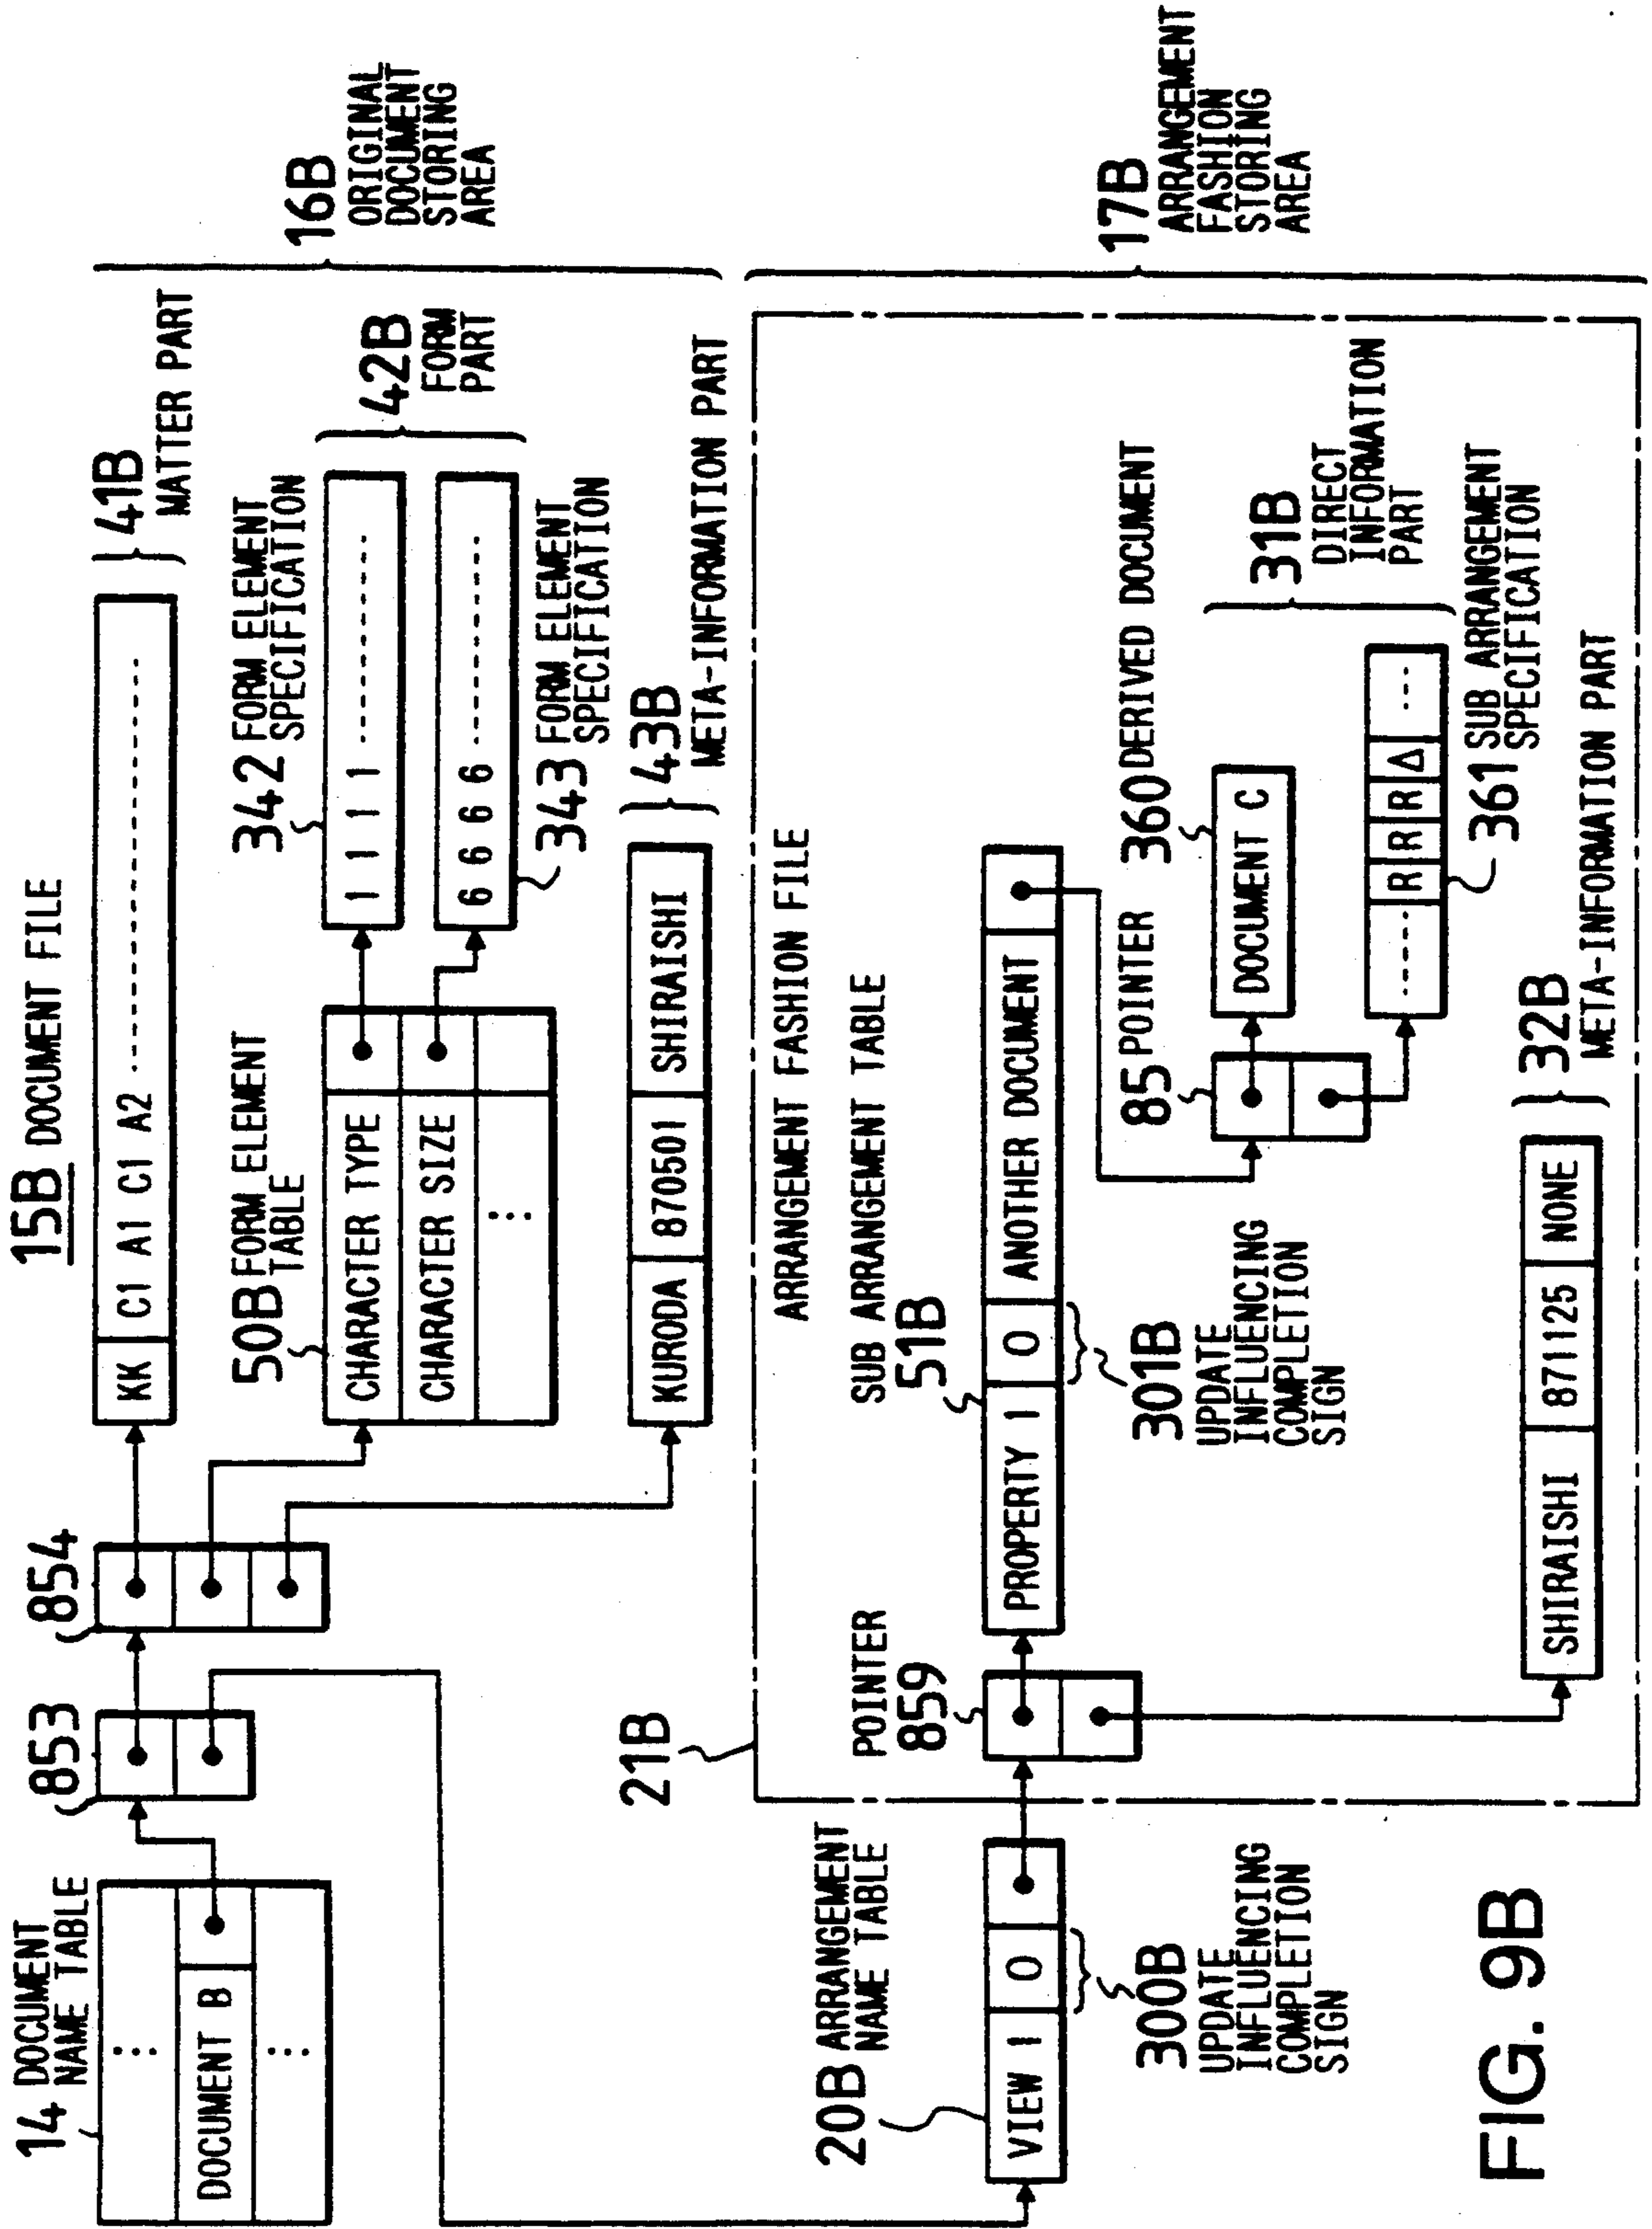 15B DOCUMENT FILE
14 DOCUMENT
NAME TABLE
⋮
DOCUMENT B
⋮
853
854
KK C1 A1 C1 A2 --------------------
41B
MATTER PART
50B FORM ELEMENT
TABLE
CHARACTER TYPE
CHARACTER SIZE
⋮
342 FORM ELEMENT
SPECIFICATION
1 1 1 1 ----------
6 6 6 6 ----------
343 FORM ELEMENT
SPECIFICATION
42B
FORM
PART
KURODA 870501 SHIRAISHI
43B
META-INFORMATION PART
16B
ORIGINAL
DOCUMENT
STORING
AREA
21B
ARRANGEMENT FASHION FILE
20B ARRANGEMENT
NAME TABLE
VIEW 1 0
300B
UPDATE
INFLUENCING
COMPLETION
SIGN
POINTER
859
SUB ARRANGEMENT TABLE
51B
PROPERTY 1 0 ANOTHER DOCUMENT
301B
UPDATE
INFLUENCING
COMPLETION
SIGN
85 POINTER
360 DERIVED DOCUMENT
DOCUMENT C
----- R R R Δ ---
361 SUB ARRANGEMENT
SPECIFICATION
31B
DIRECT
INFORMATION
PART
SHIRAISHI 871125 NONE
32B
META-INFORMATION PART
17B
ARRANGEMENT
FASHION
STORING
AREA
FIG. 9B